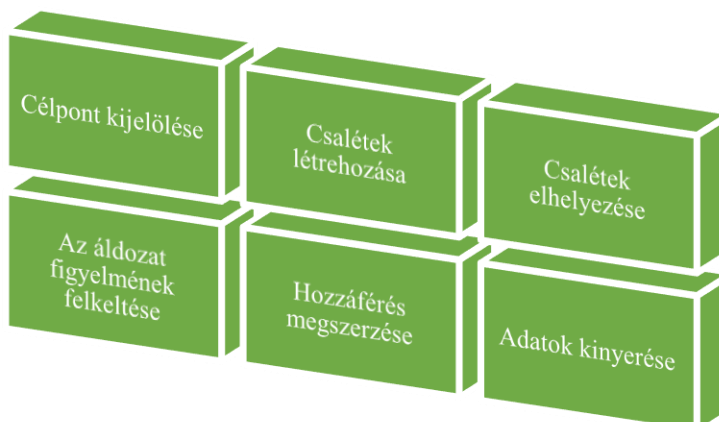 Célpont kijelölése
Csalétek
létrehozása
Csalétek
elhelyezése
Az áldozat
figyelmének
felkeltése
Hozzáférés
megszerzése
Adatok kinyerése